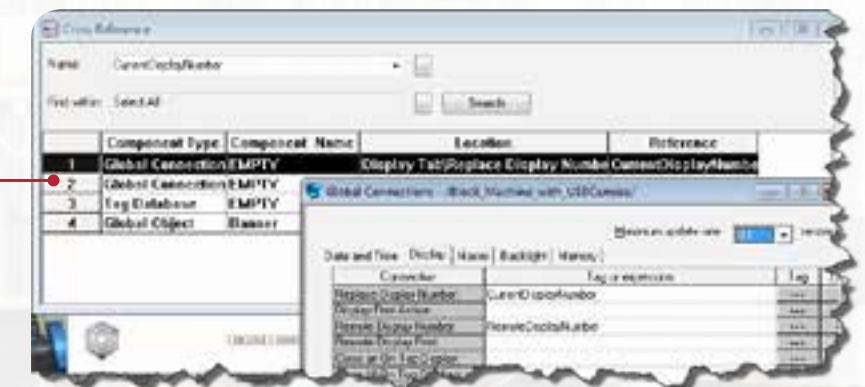 Cross Reference
Name: CurrentDisplayNumber
Find within: Select All
Search
Component Type Component Name Location Reference
1 Global Connection EMPTY Display Tab\Replace Display Numbe CurrentDisplayNumbe
2 Global Connection EMPTY
3 Tag Database EMPTY
4 Global Object Banner
Global Connections -
Maximum update rate
Date and Time Display Macro Backlight Memory
Connection Tag or expression Tag
Replace Display Number CurrentDisplayNumber
Display Print Active
Remote Display Number RemoteDisplayNumber
Remote Display Print